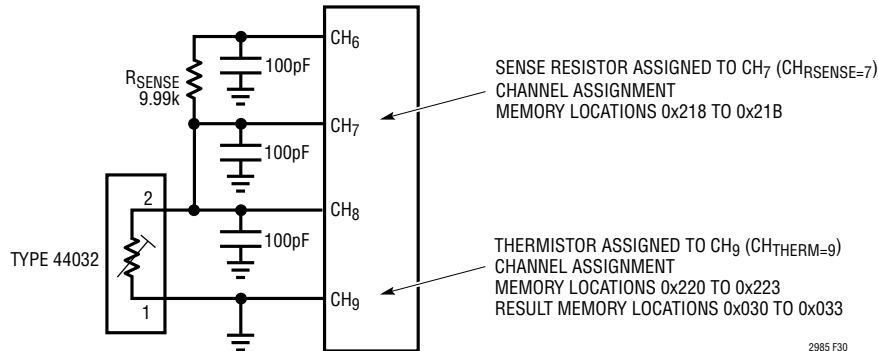 CH6
100pF
RSENSE
9.99k
SENSE RESISTOR ASSIGNED TO CH7 (CHRSENSE=7)
CHANNEL ASSIGNMENT
MEMORY LOCATIONS 0x218 TO 0x21B
CH7
100pF
2
CH8
100pF
TYPE 44032
1
CH9
THERMISTOR ASSIGNED TO CH9 (CHTHERM=9)
CHANNEL ASSIGNMENT
MEMORY LOCATIONS 0x220 TO 0x223
RESULT MEMORY LOCATIONS 0x030 TO 0x033
2985 F30